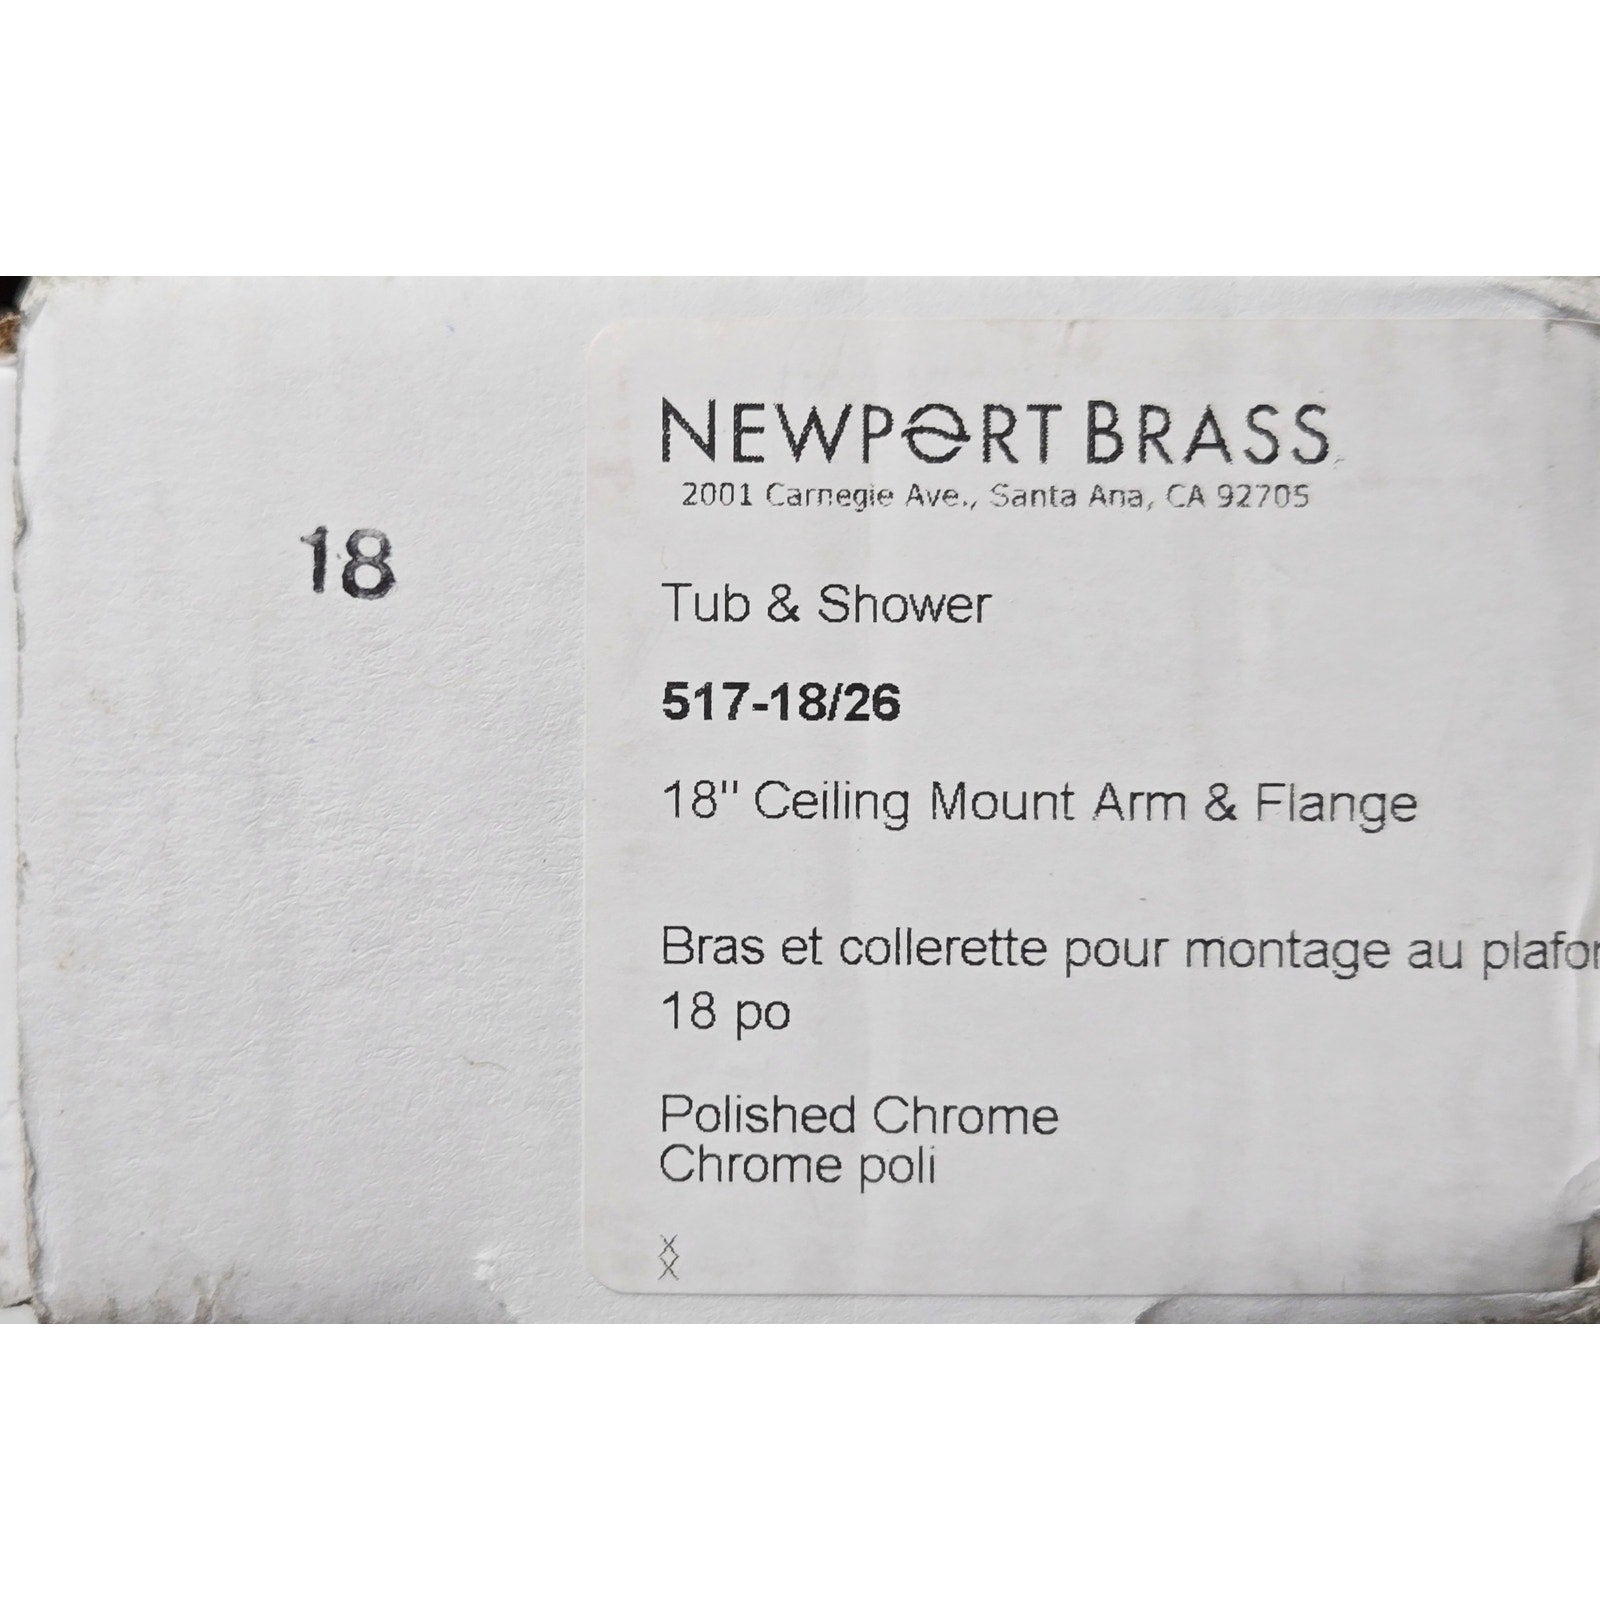 18
NEWPORT BRASS
2001 Carnegie Ave., Santa Ana, CA 92705
Tub & Shower
517-18/26
18" Ceiling Mount Arm & Flange
Bras et collerette pour montage au
18 po
Polished Chrome
Chrome poli
X
X